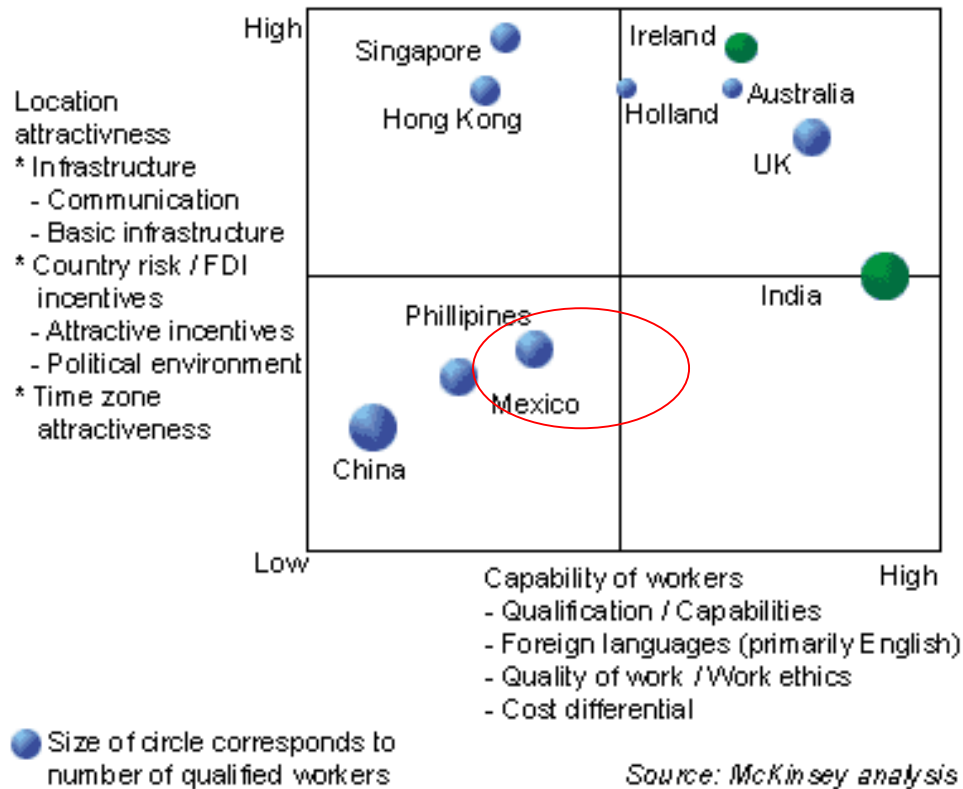 High
Singapore
Ireland
Hong Kong
Holland
Australia
UK
Location
attractivness
* Infrastructure
- Communication
- Basic infrastructure
* Country risk / FDI
incentives
- Attractive incentives
- Political environment
* Time zone
attractiveness
India
Phillipines
Mexico
China
Low
High
Capability of workers
- Qualification / Capabilities
- Foreign languages (primarily English)
- Quality of work / Work ethics
- Cost differential
Size of circle corresponds to
number of qualified workers
Source: McKinsey analysis